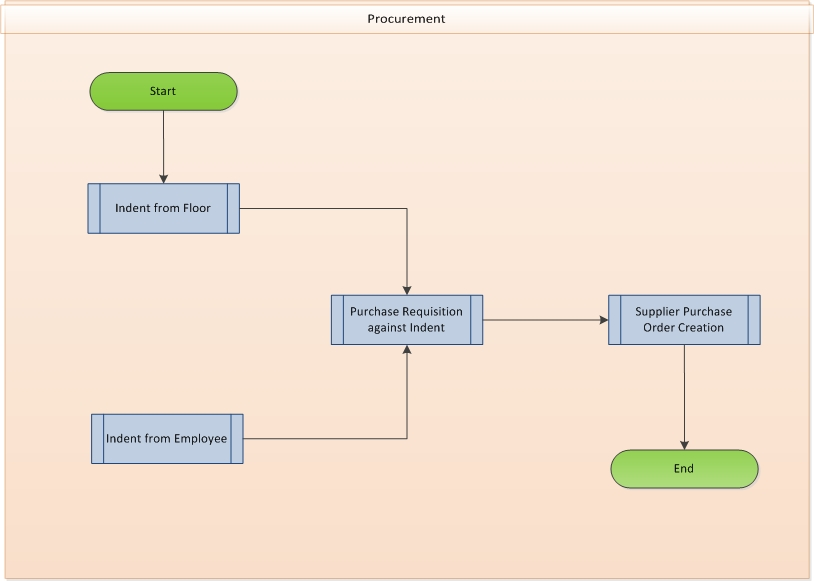 Procurement
Start
Indent from Floor
Purchase Requisition
against Indent
Supplier Purchase
Order Creation
Indent from Employee
End